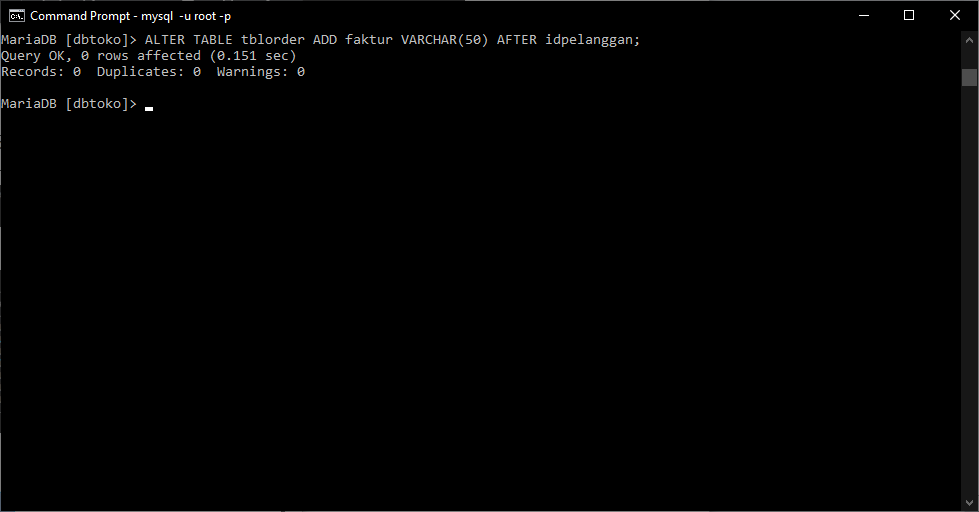 Command Prompt - mysql  -u root -p
MariaDB [dbtoko]> ALTER TABLE tblorder ADD faktur VARCHAR(50) AFTER idpelanggan;
Query OK, 0 rows affected (0.151 sec)
Records: 0  Duplicates: 0  Warnings: 0
MariaDB [dbtoko]>